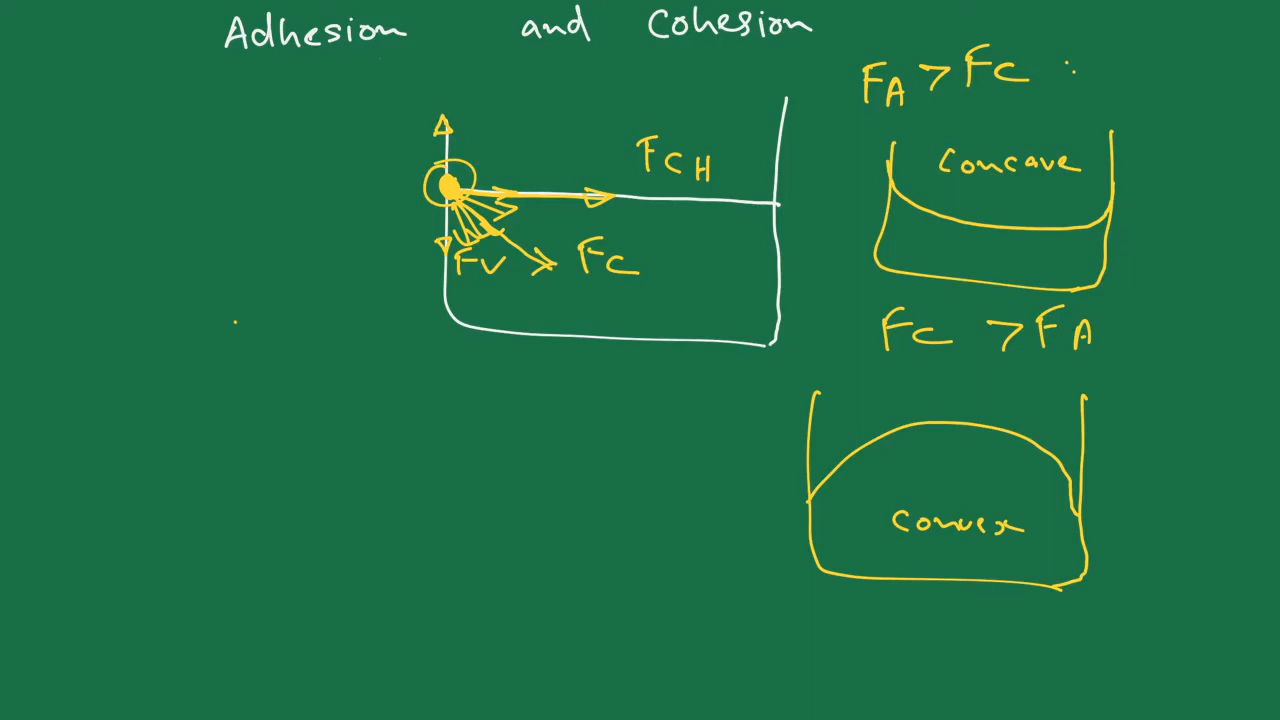 Adhesion and Cohesion
FA > FC :
Concave
FCH
FV
FC
FC > FA
Convex